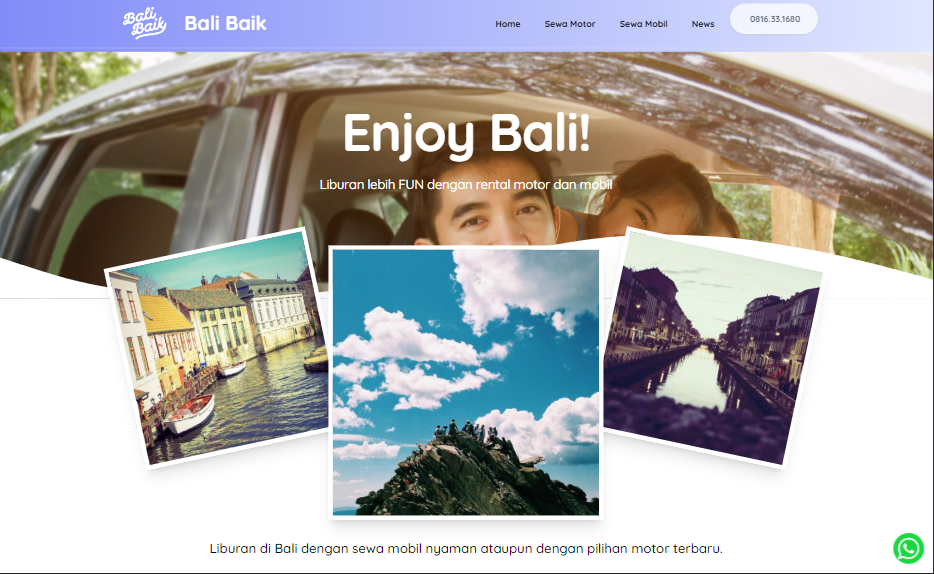 Bali
Baik
Bali Baik
Home
Sewa Motor
Sewa Mobil
News
0816.33.1680
Enjoy Bali!
Liburan lebih FUN dengan rental motor dan mobil
Liburan di Bali dengan sewa mobil nyaman ataupun dengan pilihan motor terbaru.